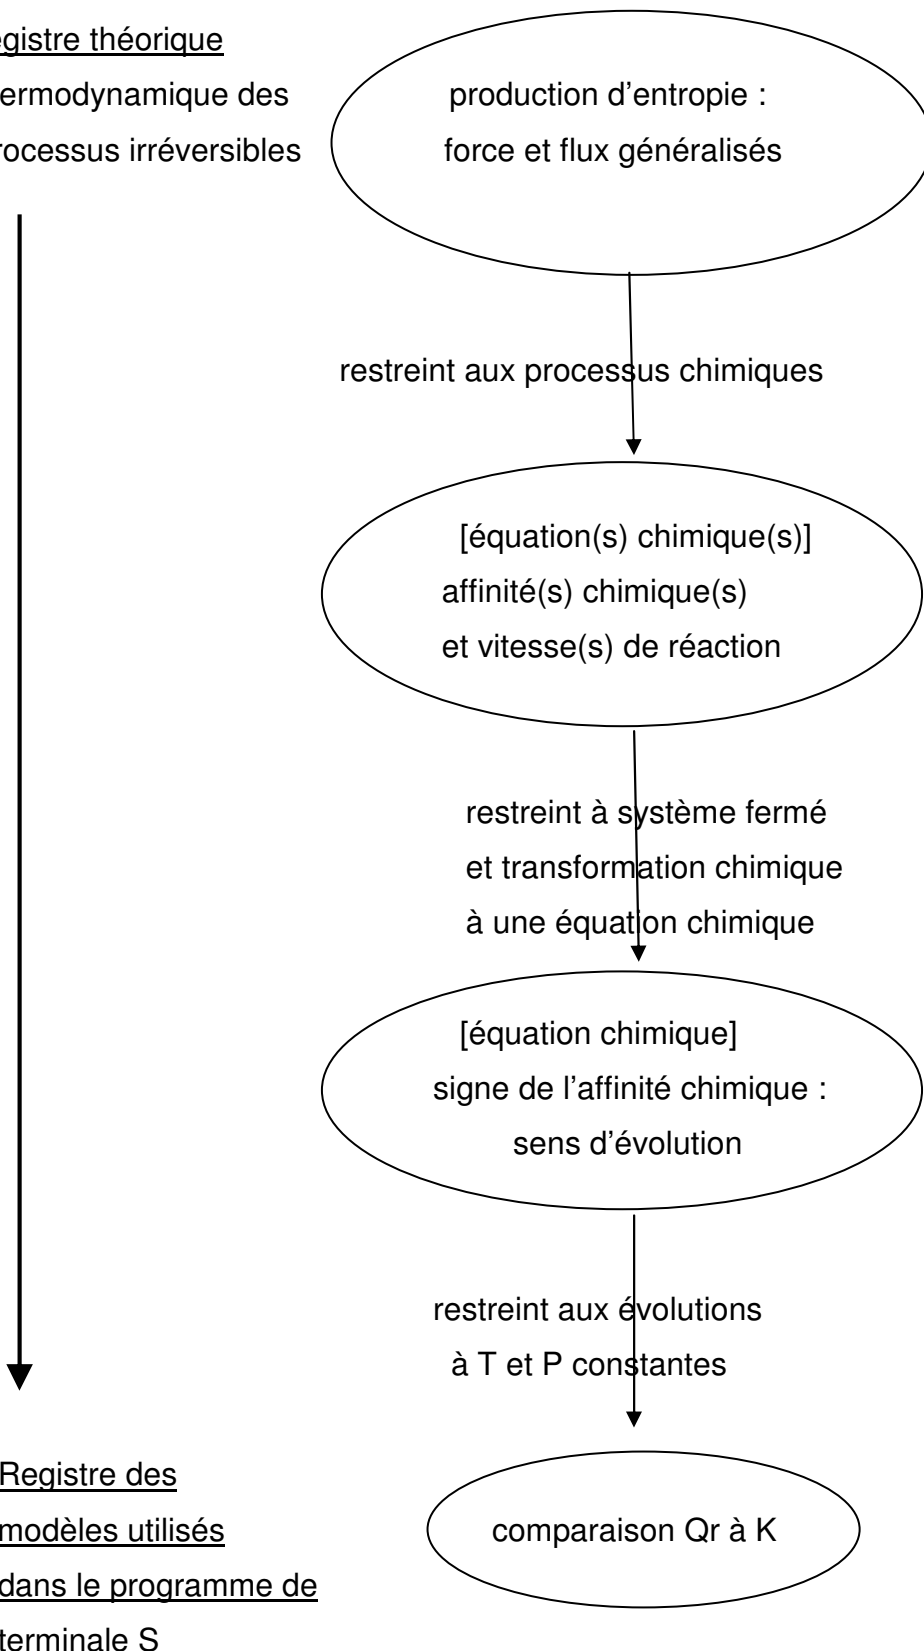 egistre théorique
ermodynamique des
rocessus irréversibles
production d'entropie :
force et flux généralisés
restreint aux processus chimiques
[équation(s) chimique(s)]
affinité(s) chimique(s)
et vitesse(s) de réaction
restreint à système fermé
et transformation chimique
à une équation chimique
[équation chimique]
signe de l'affinité chimique :
sens d'évolution
restreint aux évolutions
à T et P constantes
Registre des
modèles utilisés
dans le programme de
terminale S
comparaison Qr à K